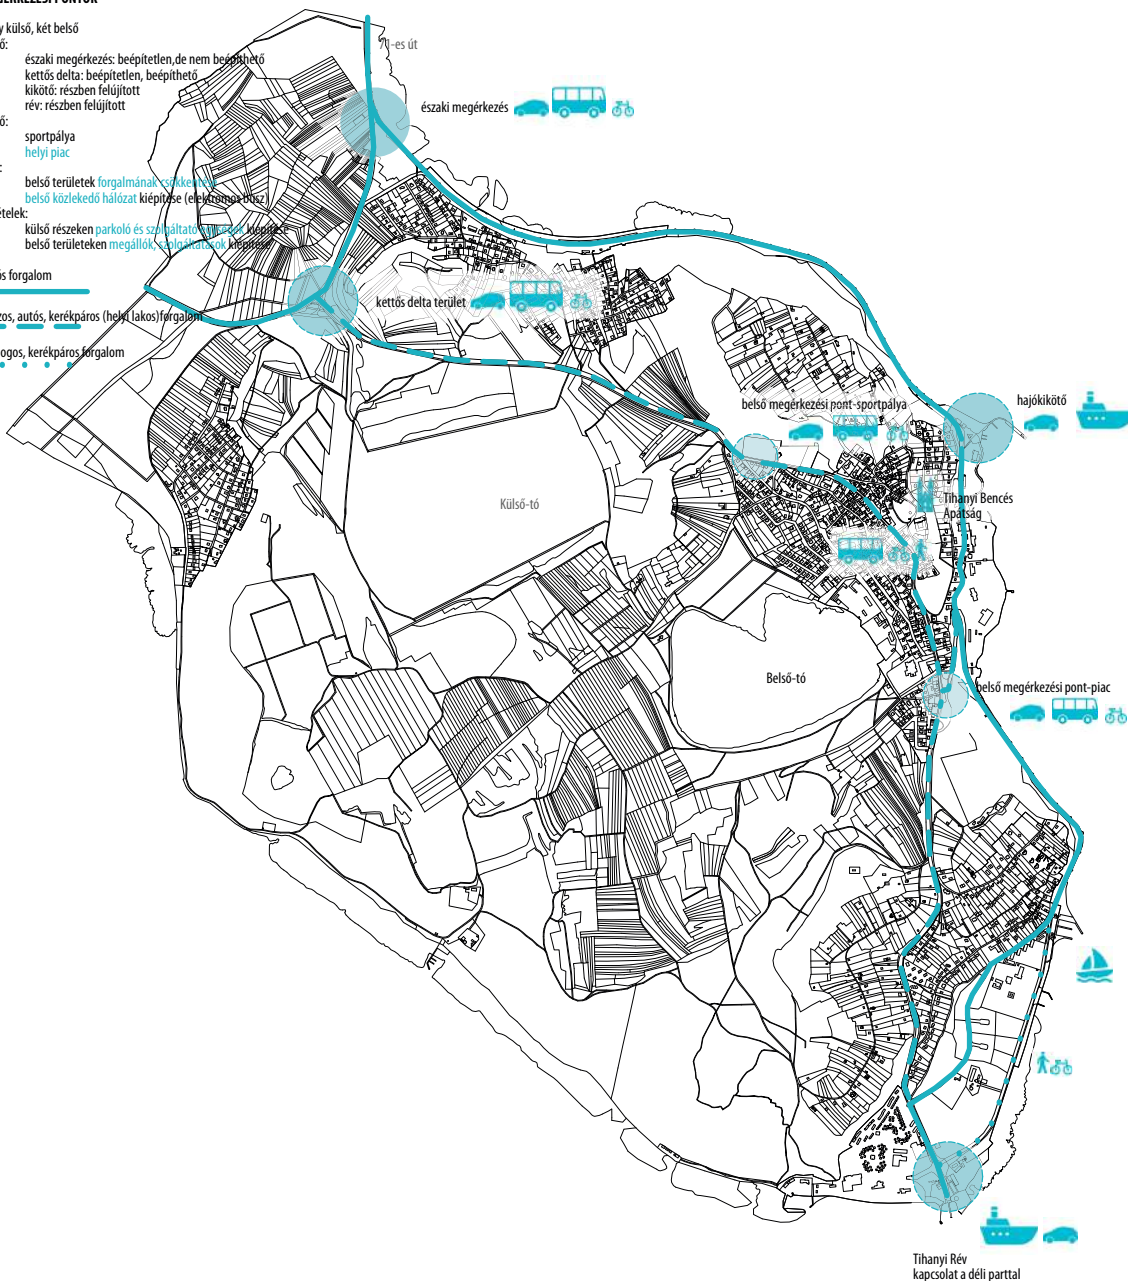 külső, két belső
északi megérkezés: beépítetlen,de nem beépíthető
kettős delta: beépítetlen, beépíthető
kikötő: részben felújított
rév: részben felújított
sportpálya
helyi piac
belső területek forgalmának csökkentése
belső közlekedő hálózat kiépítése (elektromos busz)
külső részeken parkoló és szolgáltató egységek kiépítése
belső területeken megállók, szolgáltatások kiépítése
forgalom
autós, kerékpáros (helyi lakos)forgalom
kerékpáros forgalom
71-es út
északi megérkezés
kettős delta terület
belső megérkezési pont-sportpálya
hajókikötő
Külső-tó
Tihanyi Bencés
Apátság
Belső-tó
belső megérkezési pont-piac
Tihanyi Rév
kapcsolat a déli parttal